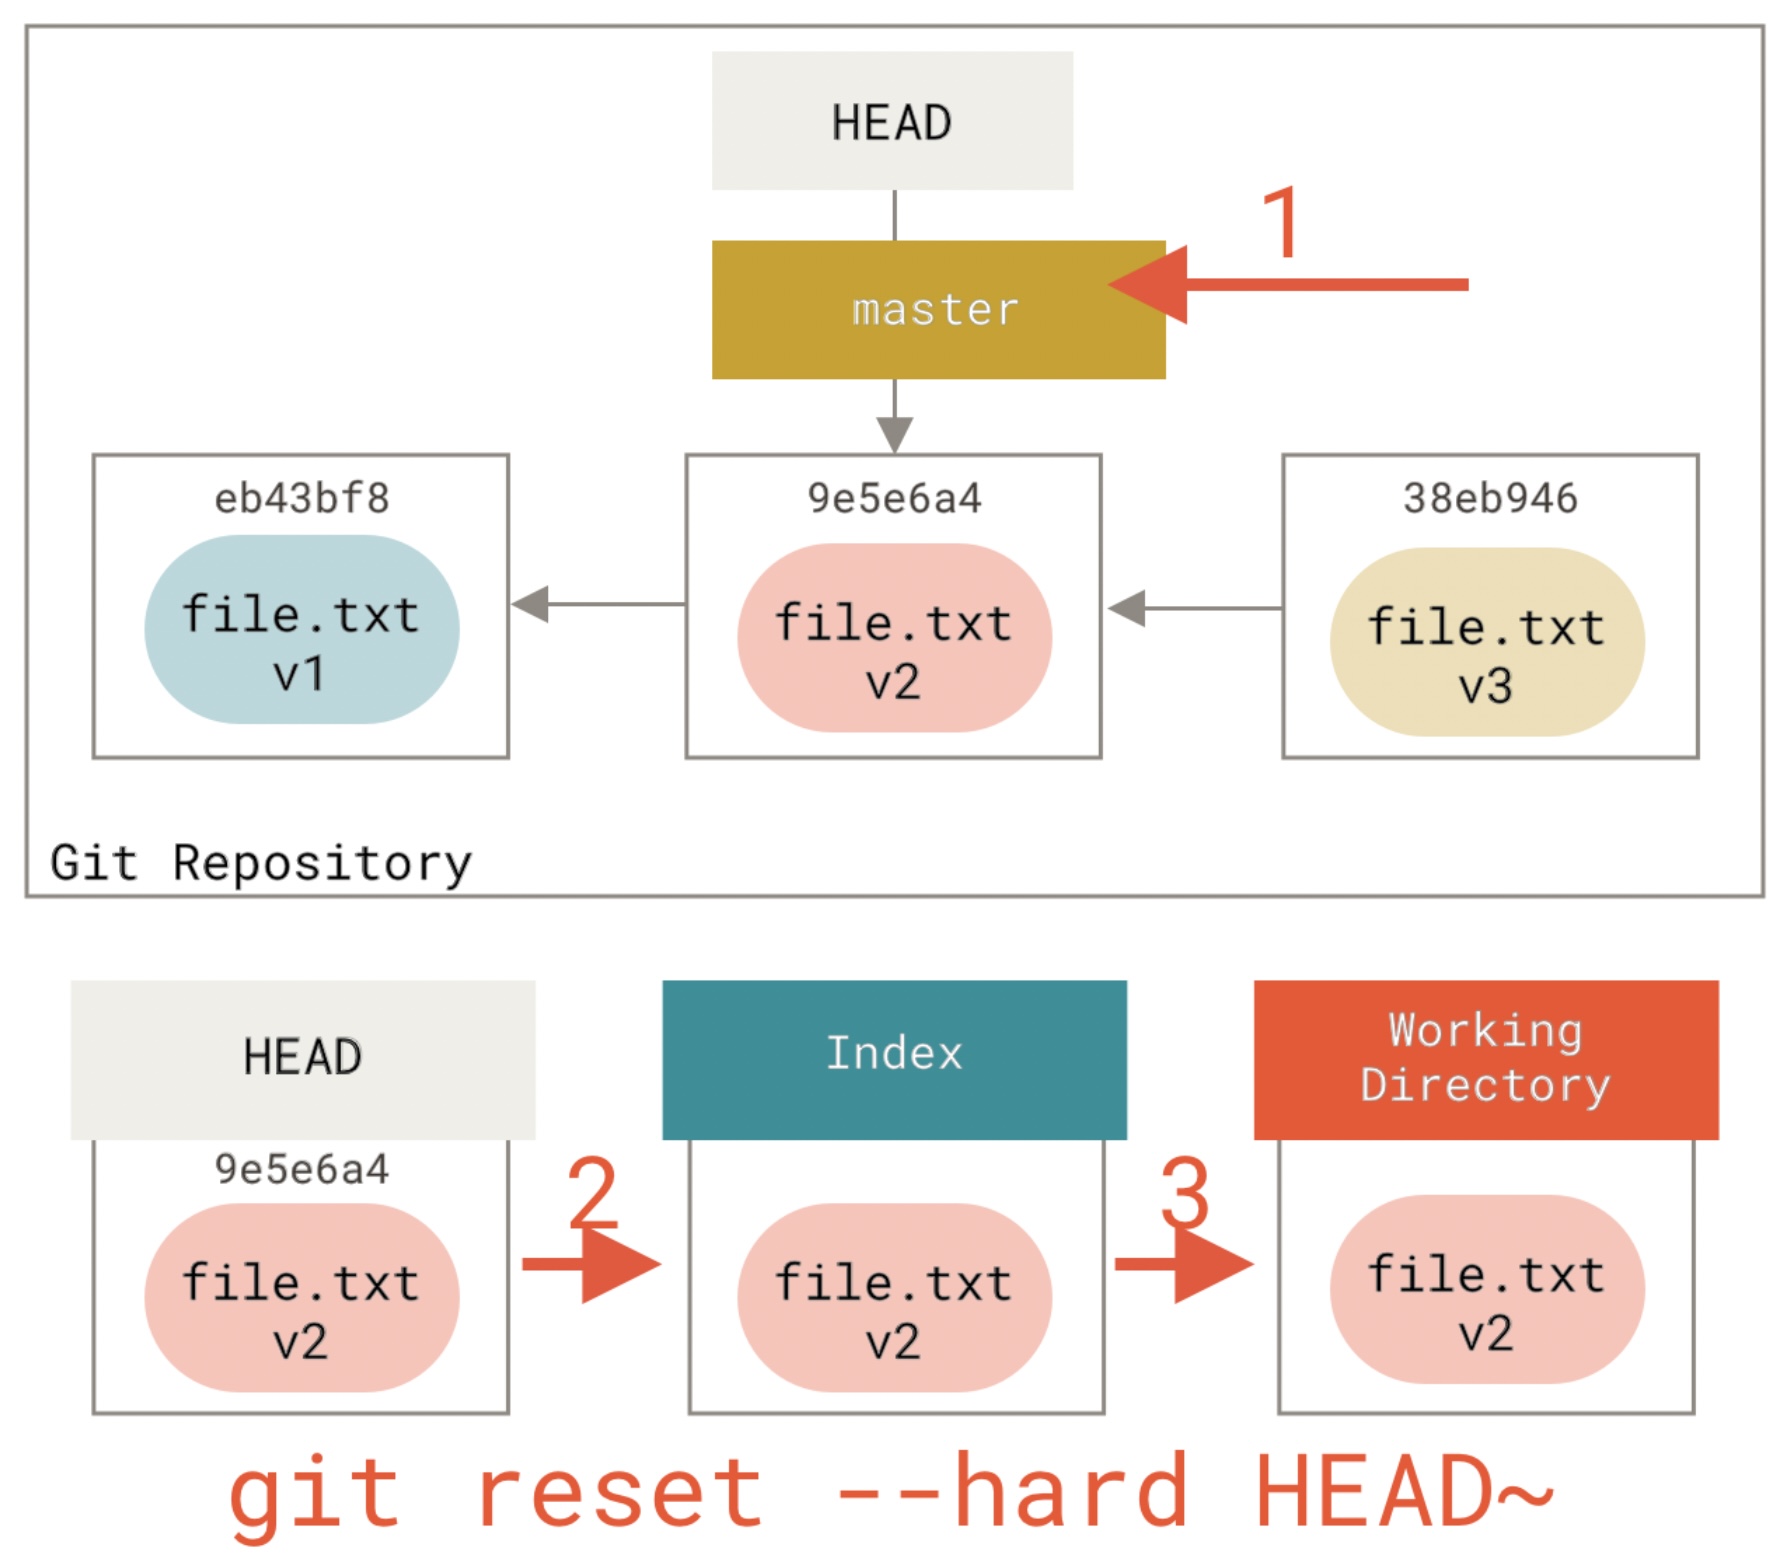 HEAD
1
master
eb43bf8
file.txt
v1
9e5e6a4
file.txt
v2
38eb946
file.txt
v3
Git Repository
HEAD
9e5e6a4
file.txt
v2
2
Index
file.txt
v2
3
Working
Directory
file.txt
v2
git reset --hard HEAD~